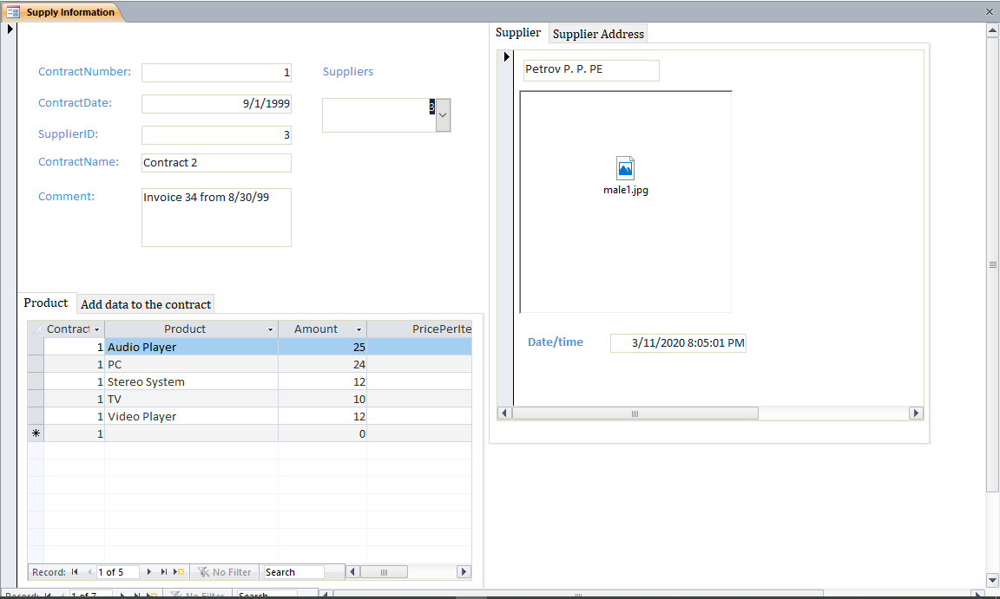 Supply Information
ContractNumber: 1
ContractDate: 9/1/1999
SupplierID: 3
ContractName: Contract 2
Comment: Invoice 34 from 8/30/99
Suppliers
3
Product Add data to the contract
Contract Product Amount PricePerIte
1 Audio Player 25
1 PC 24
1 Stereo System 12
1 TV 10
1 Video Player 12
1 0
Record: 1 of 5 No Filter Search
Supplier Supplier Address
Petrov P. P. PE
male1.jpg
Date/time 3/11/2020 8:05:01 PM
Record: 1 of 7 No Filter Search